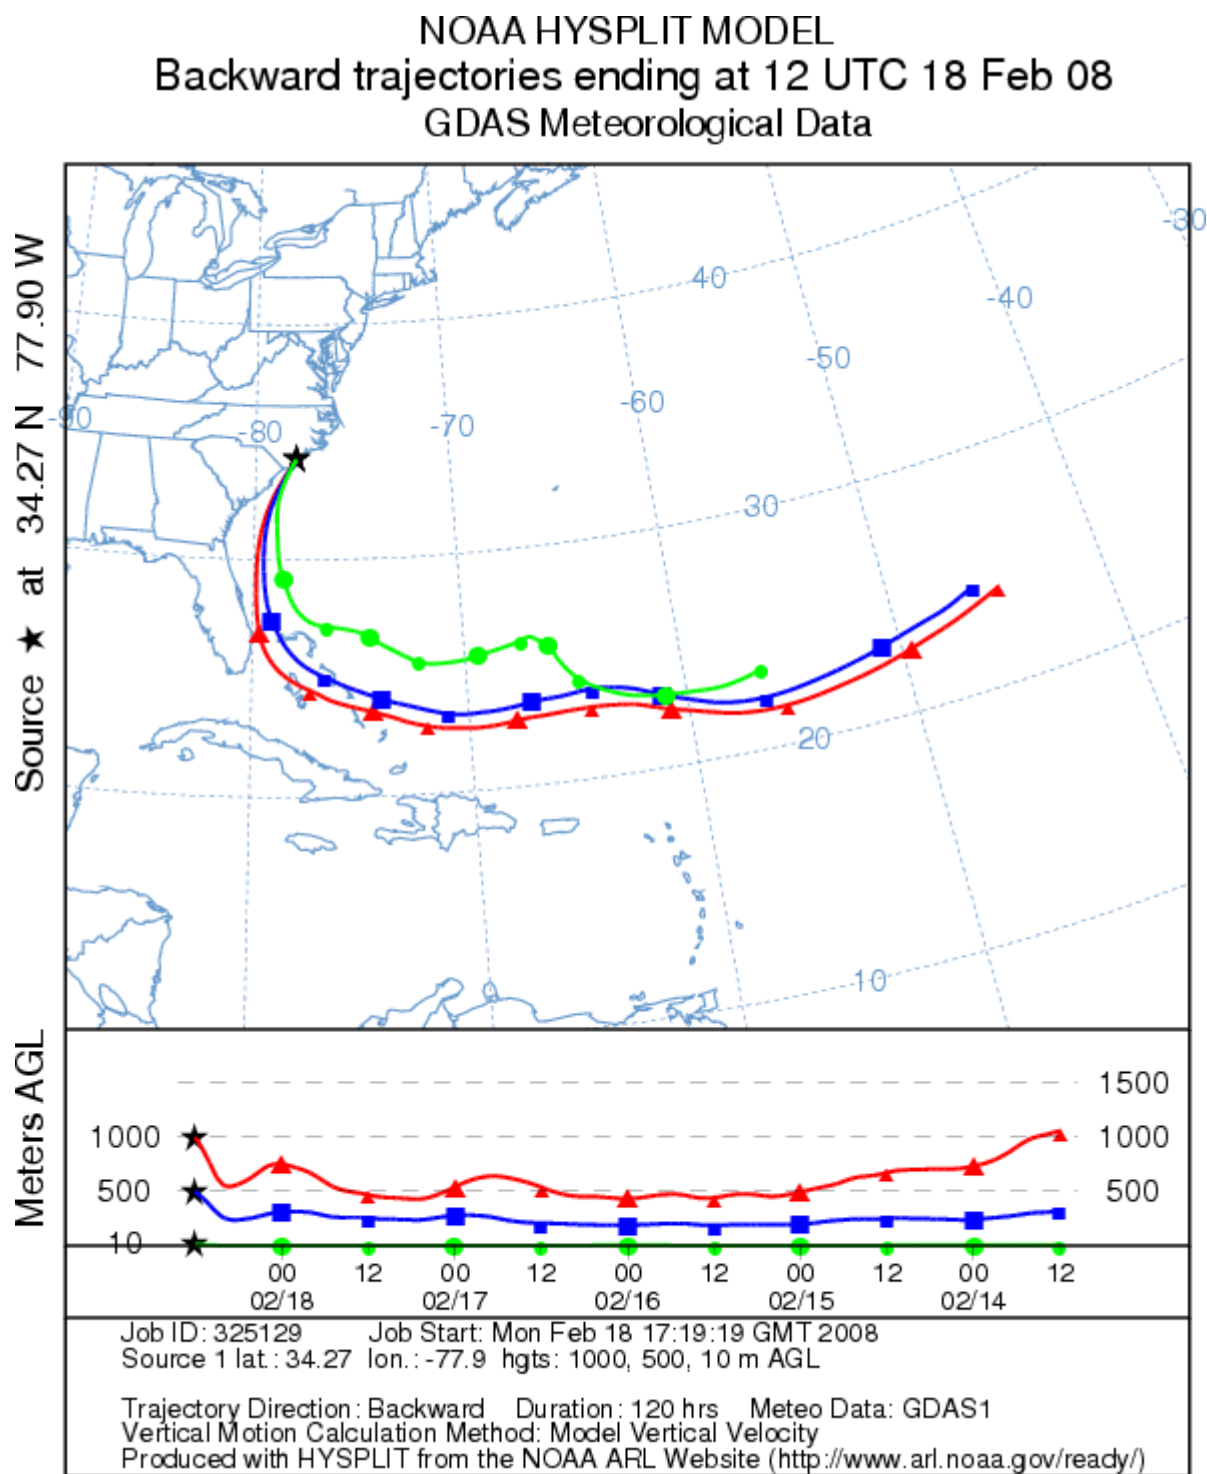 NOAA HYSPLIT MODEL
Backward trajectories ending at 12 UTC 18 Feb 08
GDAS Meteorological Data
Source ★ at 34.27 N 77.90 W
-30
40
-40
-50
-60
-90
-80
-70
30
20
10
Meters AGL
1500
1000
1000
500
500
10
00 12 00 12 00 12 00 12 00 12
02/18 02/17 02/16 02/15 02/14
Job ID: 325129 Job Start: Mon Feb 18 17:19:19 GMT 2008
Source 1 lat.: 34.27 lon.: -77.9 hgts: 1000, 500, 10 m AGL
Trajectory Direction: Backward Duration: 120 hrs Meteo Data: GDAS1
Vertical Motion Calculation Method: Model Vertical Velocity
Produced with HYSPLIT from the NOAA ARL Website (http://www.arl.noaa.gov/ready/)